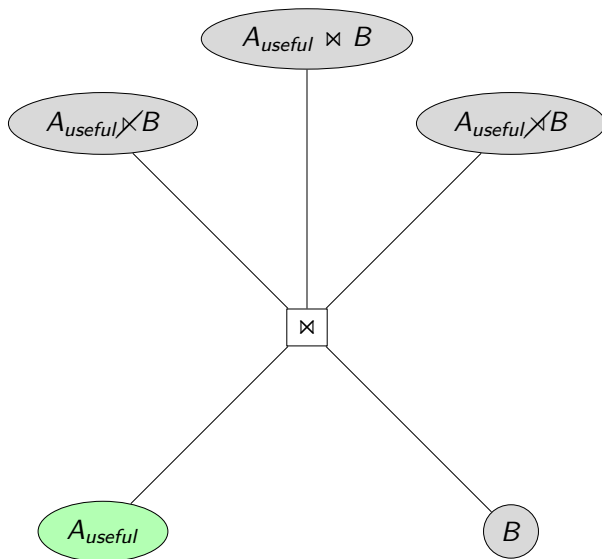 A_useful ⋈ B
A_useful ⋉̸ B
A_useful ⋊̸ B
⋈
A_useful
B